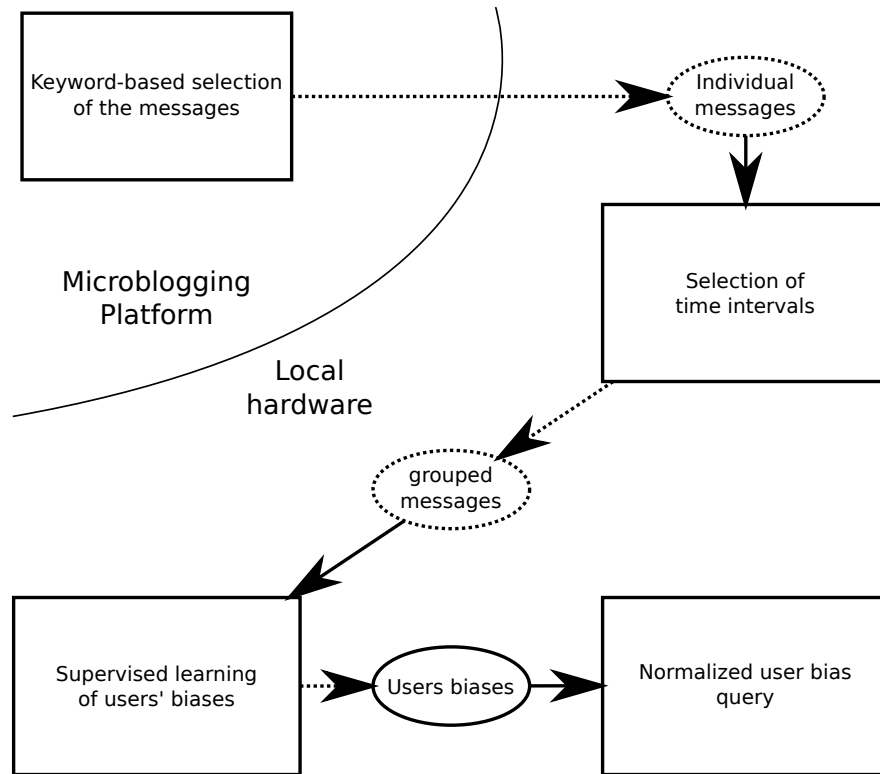 Keyword-based selection
of the messages
Individual
messages
Microblogging
Platform
Selection of
time intervals
Local
hardware
grouped
messages
Supervised learning
of users' biases
Users biases
Normalized user bias
query